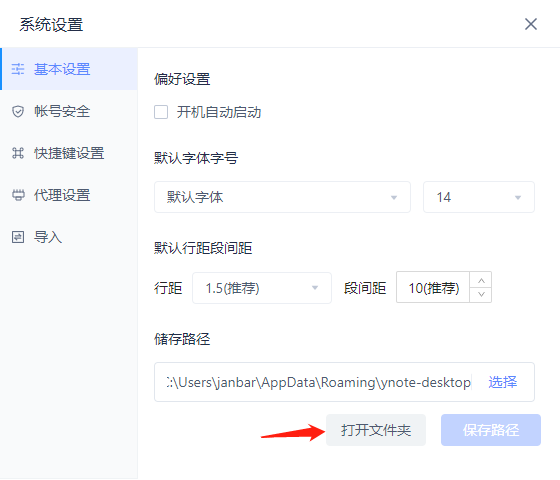 系统设置
基本设置
帐号安全
快捷键设置
代理设置
导入
偏好设置
开机自动启动
默认字体字号
默认字体
14
默认行距段间距
行距
1.5(推荐)
段间距
10(推荐)
储存路径
:\Users\janbar\AppData\Roaming\ynote-desktop
选择
打开文件夹
保存路径